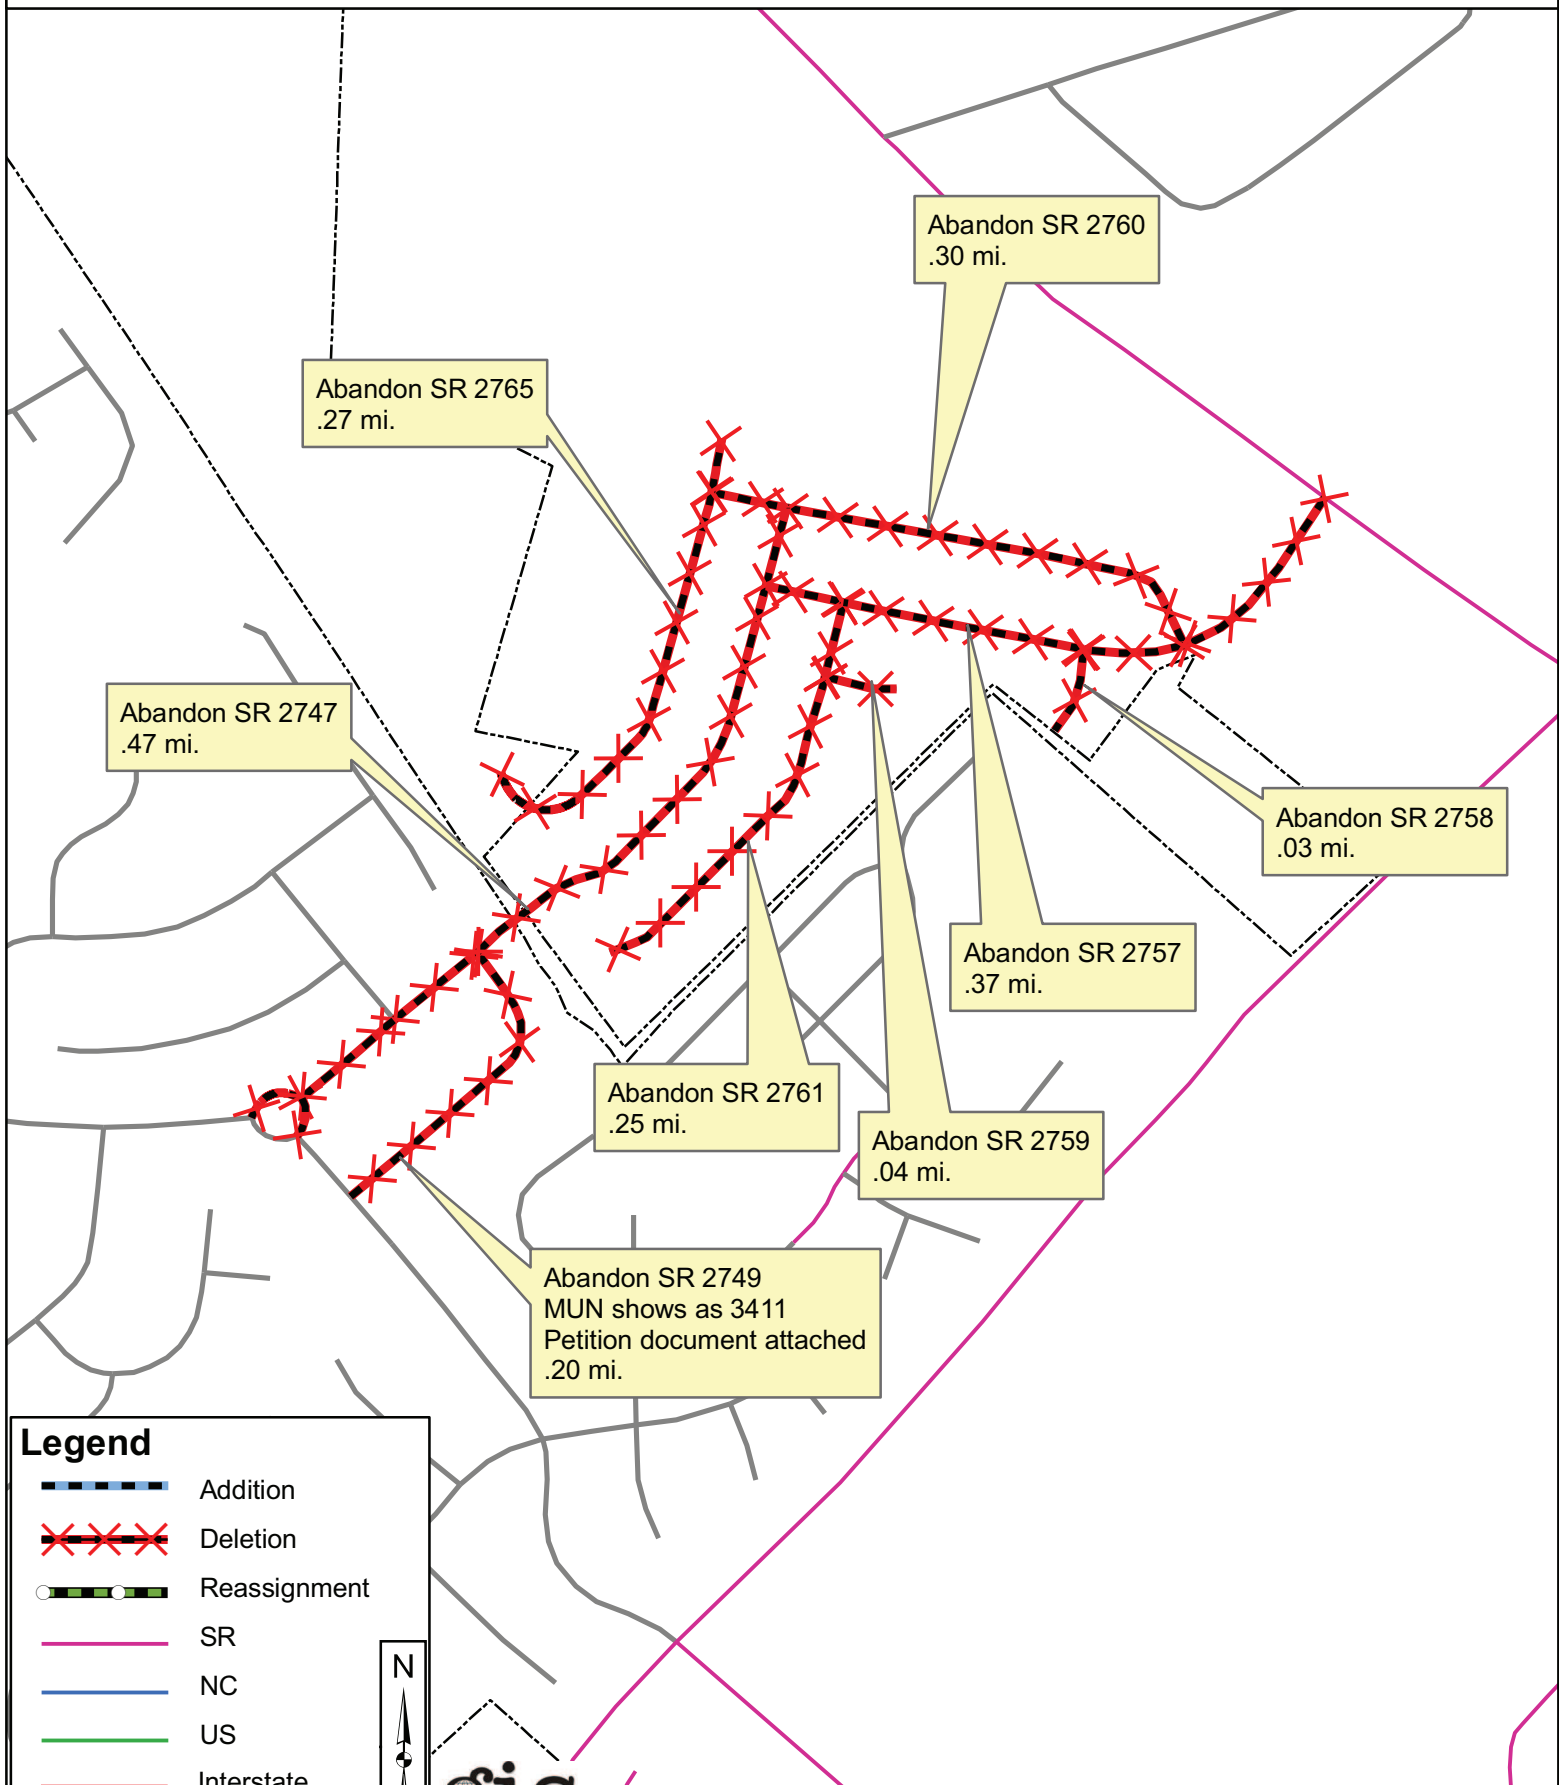 Abandon SR 2760
.30 mi.
Abandon SR 2765
.27 mi.
Abandon SR 2747
.47 mi.
Abandon SR 2758
.03 mi.
Abandon SR 2757
.37 mi.
Abandon SR 2761
.25 mi.
Abandon SR 2759
.04 mi.
Abandon SR 2749
MUN shows as 3411
Petition document attached
.20 mi.
Legend
Addition
Deletion
Reassignment
SR
NC
US
Interstate
N